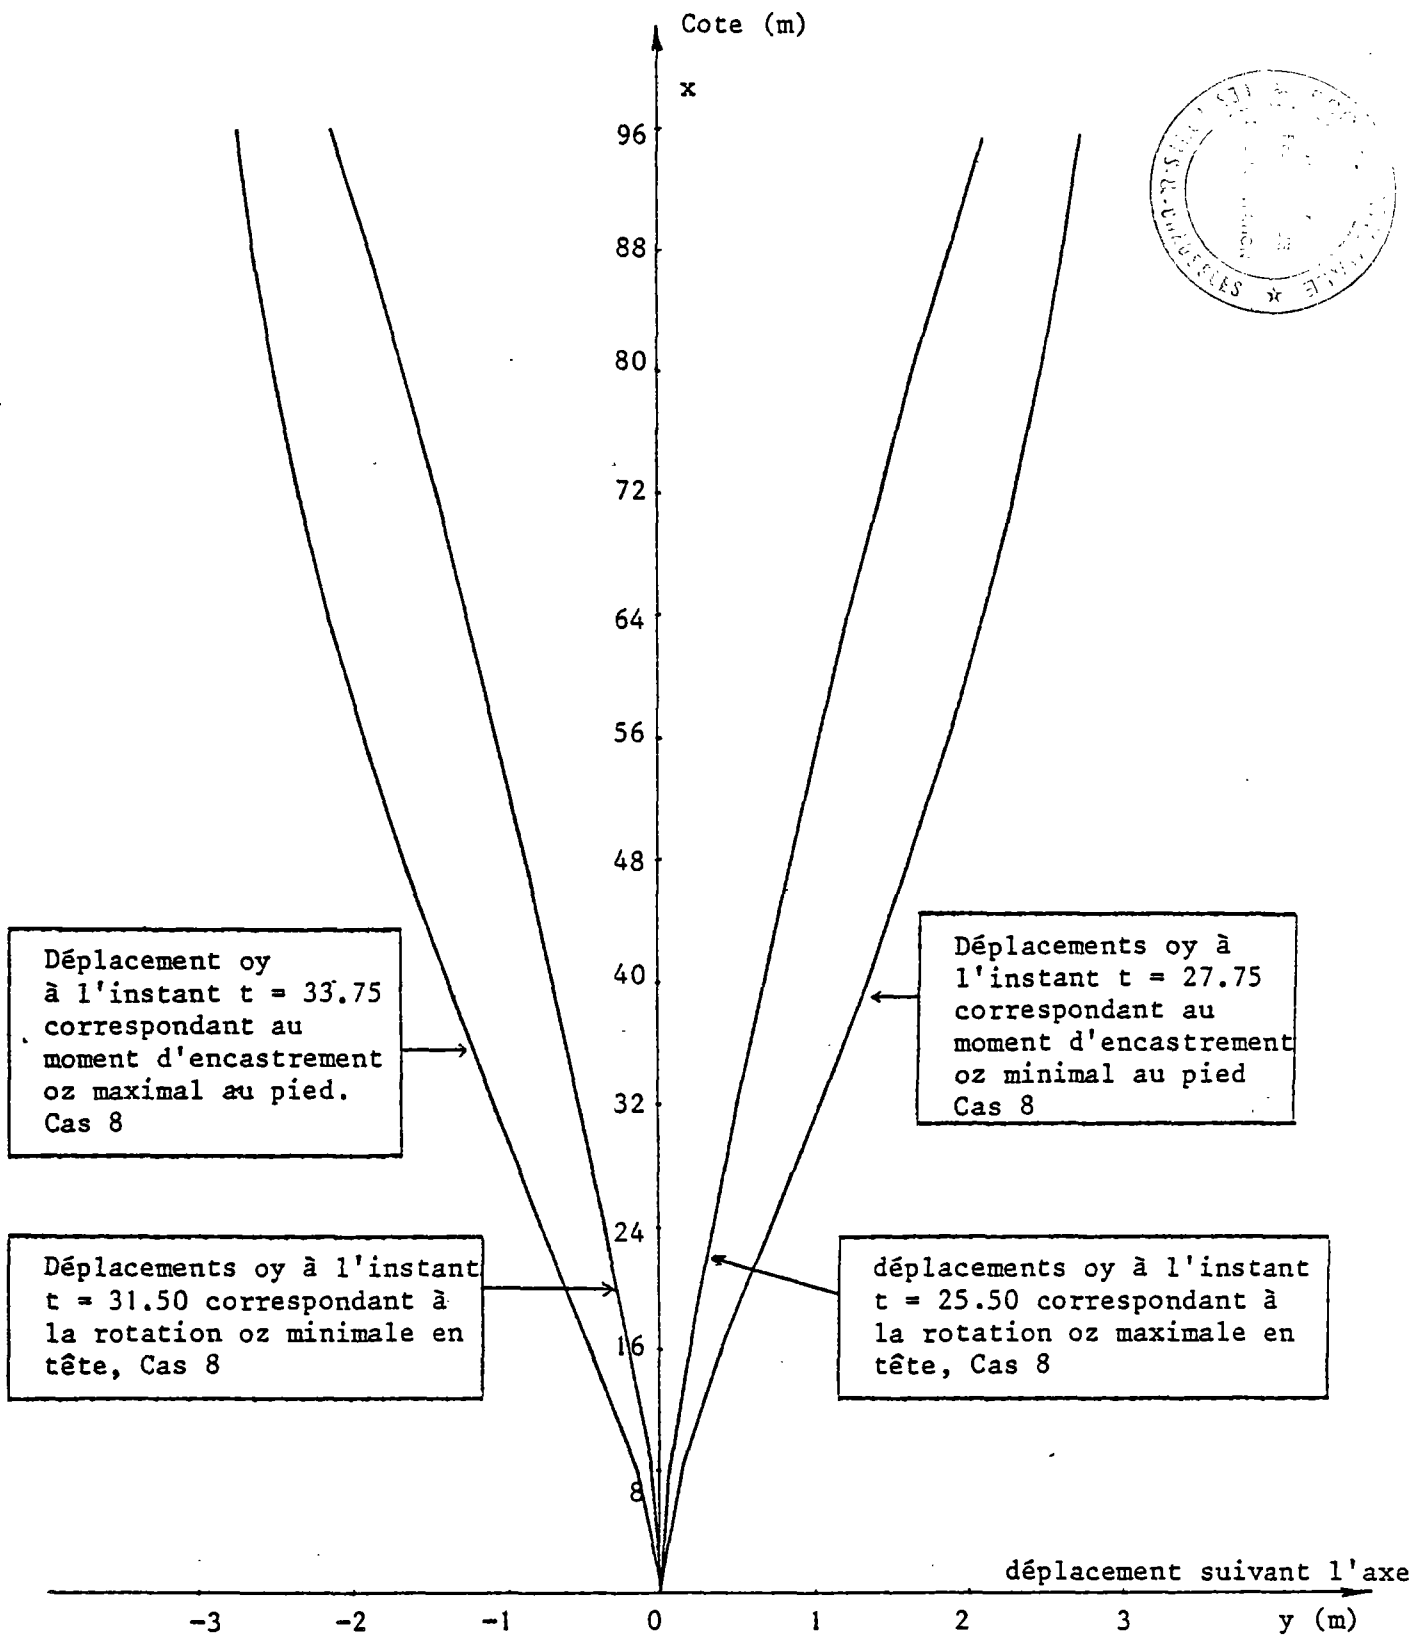 Cote (m)
x
96
88
80
72
64
56
48
40
32
24
16
8
Déplacement oy
à l'instant t = 33.75
correspondant au
moment d'encastrement
oz maximal au pied.
Cas 8
Déplacements oy à
l'instant t = 27.75
correspondant au
moment d'encastrement
oz minimal au pied
Cas 8
Déplacements oy à l'instant
t = 31.50 correspondant à
la rotation oz minimale en
tête, Cas 8
déplacements oy à l'instant
t = 25.50 correspondant à
la rotation oz maximale en
tête, Cas 8
déplacement suivant l'axe
-3 -2 -1 0 1 2 3 y (m)